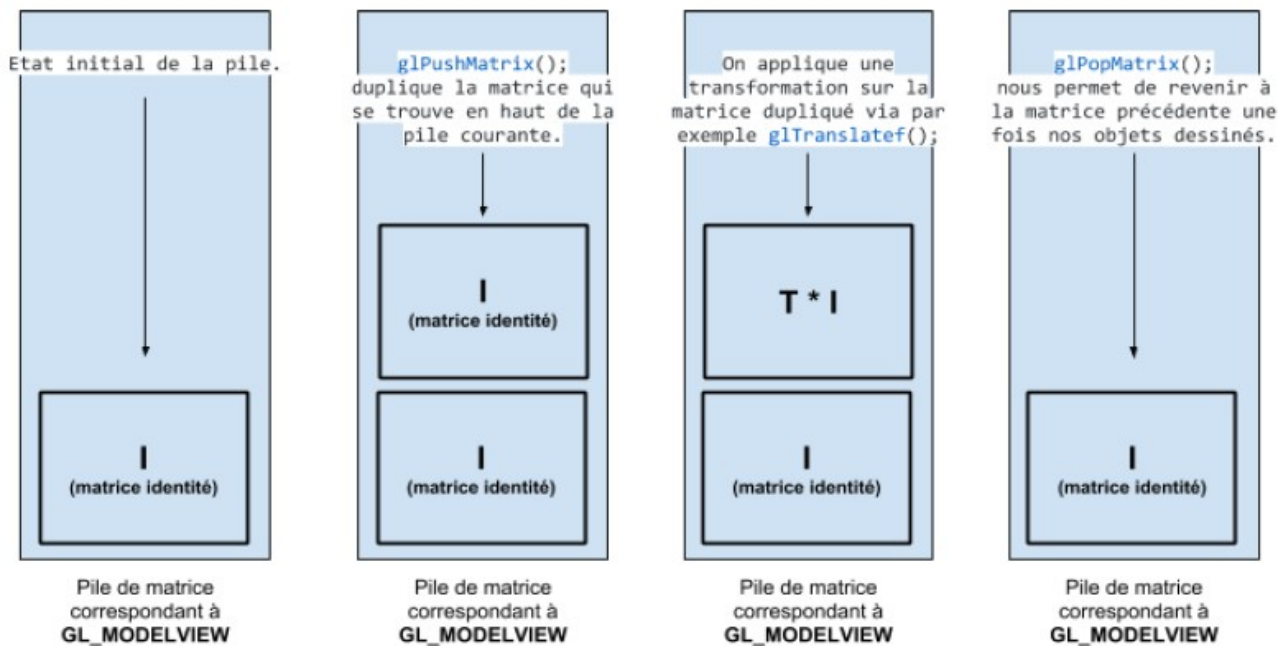 Etat initial de la pile.
I
(matrice identité)
Pile de matrice
correspondant à
GL_MODELVIEW
glPushMatrix();
duplique la matrice qui
se trouve en haut de la
pile courante.
I
(matrice identité)
I
(matrice identité)
Pile de matrice
correspondant à
GL_MODELVIEW
On applique une
transformation sur la
matrice dupliqué via par
exemple glTranslatef();
T * I
I
(matrice identité)
Pile de matrice
correspondant à
GL_MODELVIEW
glPopMatrix();
nous permet de revenir à
la matrice précédente une
fois nos objets dessinés.
I
(matrice identité)
Pile de matrice
correspondant à
GL_MODELVIEW